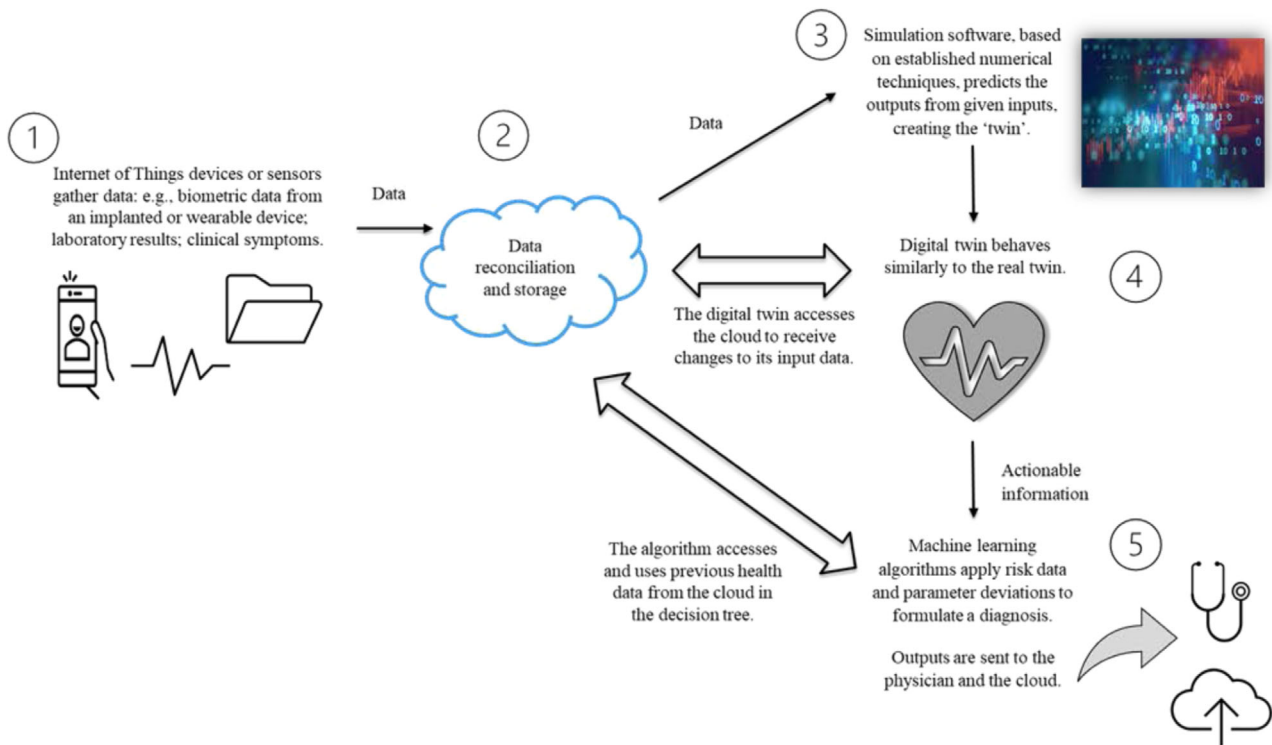 1
Internet of Things devices or sensors
gather data: e.g., biometric data from
an implanted or wearable device;
laboratory results; clinical symptoms.
Data
2
Data
reconciliation
and storage
Data
3
Simulation software, based
on established numerical
techniques, predicts the
outputs from given inputs,
creating the ‘twin’.
The digital twin accesses
the cloud to receive
changes to its input data.
4
Digital twin behaves
similarly to the real twin.
Actionable
information
The algorithm accesses
and uses previous health
data from the cloud in
the decision tree.
5
Machine learning
algorithms apply risk data
and parameter deviations to
formulate a diagnosis.
Outputs are sent to the
physician and the cloud.